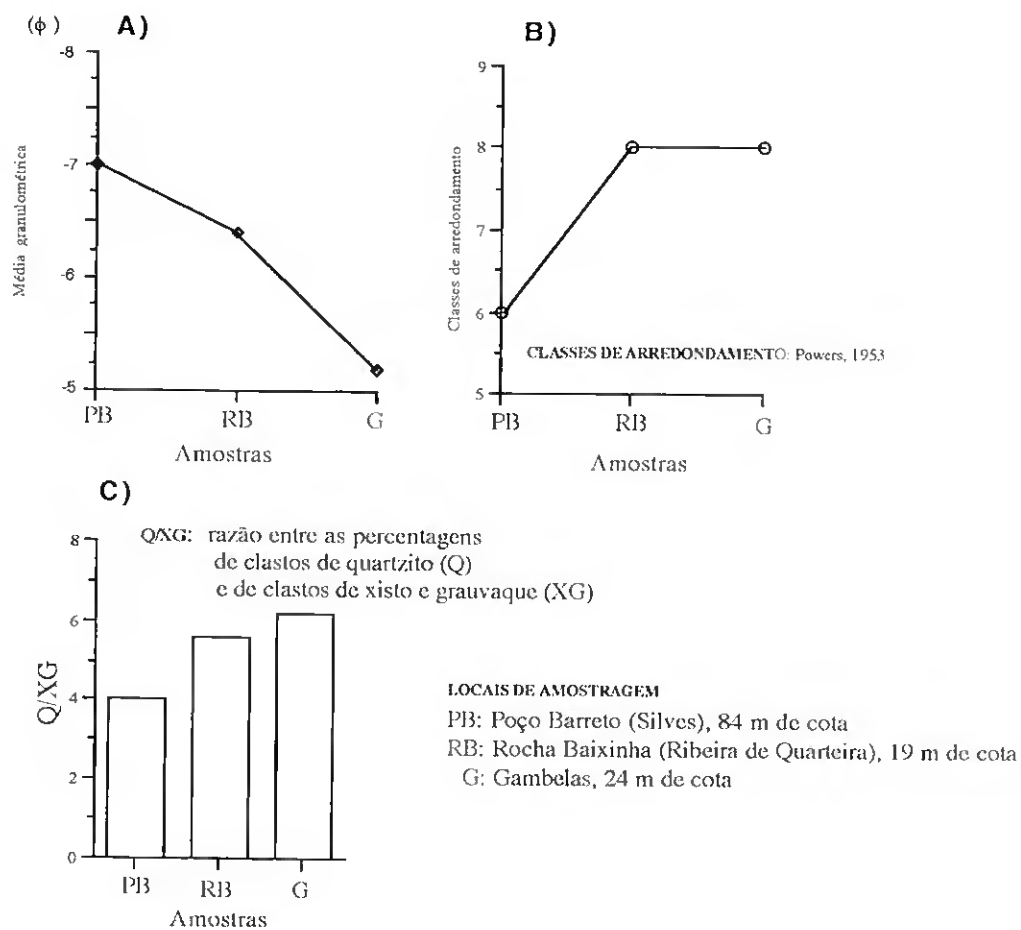 (ϕ)
A)
-8
-7
-6
-5
Média granulométrica
PB
RB
G
Amostras
B)
9
8
7
6
5
Classes de arredondamento
CLASSES DE ARREDONDAMENTO: Powers, 1953
PB
RB
G
Amostras
C)
Q/XG: razão entre as percentagens
de clastos de quartzito (Q)
e de clastos de xisto e grauvaque (XG)
8
6
4
2
0
Q/XG
PB
RB
G
Amostras
LOCAIS DE AMOSTRAGEM
PB: Poço Barreto (Silves), 84 m de cota
RB: Rocha Baixinha (Ribeira de Quarteira), 19 m de cota
G: Gambelas, 24 m de cota